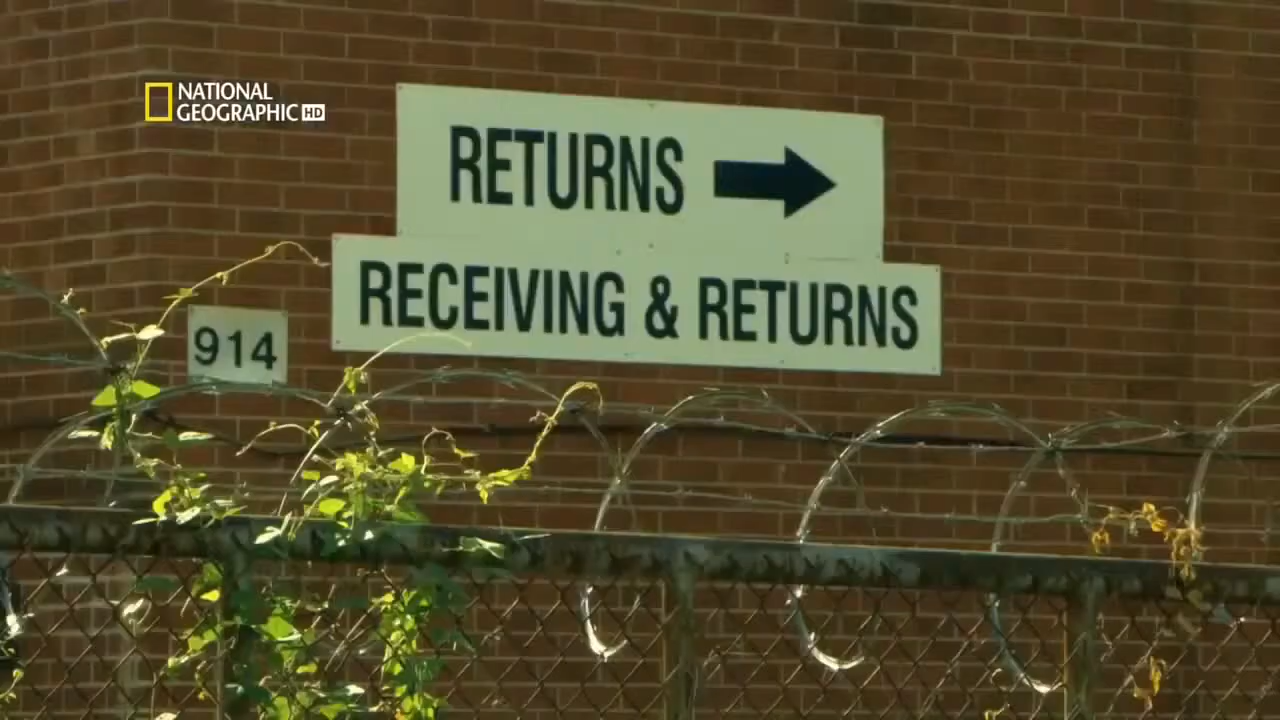 NATIONAL
GEOGRAPHIC HD
RETURNS
RECEIVING & RETURNS
914